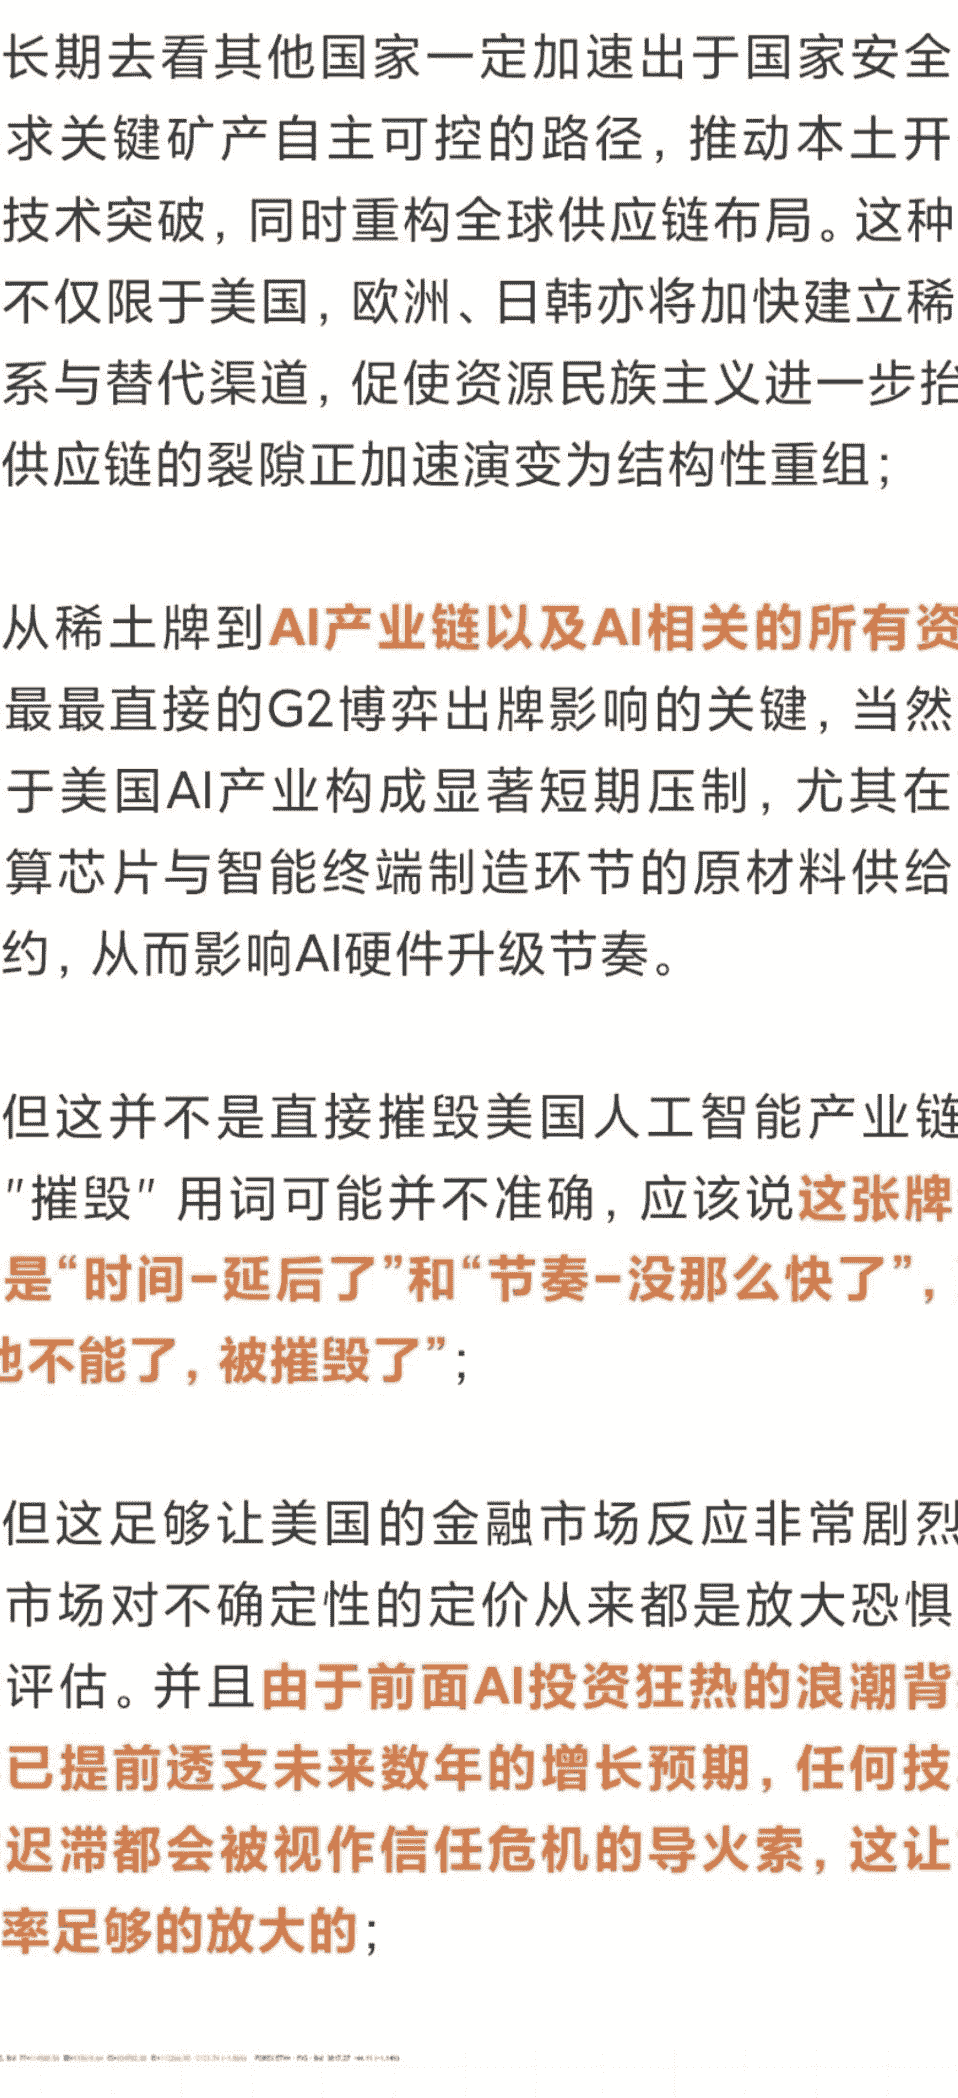 长期去看其他国家一定加速出于国家安全
求关键矿产自主可控的路径，推动本土开
技术突破，同时重构全球供应链布局。这种
不仅限于美国，欧洲、日韩亦将加快建立稀
系与替代渠道，促使资源民族主义进一步抬
供应链的裂隙正加速演变为结构性重组；
从稀土牌到AI产业链以及AI相关的所有资
最最直接的G2博弈出牌影响的关键，当然
于美国AI产业构成显著短期压制，尤其在
算芯片与智能终端制造环节的原材料供给
约，从而影响AI硬件升级节奏。
但这并不是直接摧毁美国人工智能产业链
"摧毁" 用词可能并不准确，应该说这张牌
是“时间-延后了”和“节奏-没那么快了”，
他不能了，被摧毁了”；
但这足够让美国的金融市场反应非常剧烈
市场对不确定性的定价从来都是放大恐惧
评估。并且由于前面AI投资狂热的浪潮背
已提前透支未来数年的增长预期，任何技
迟滞都会被视作信任危机的导火索，这让
率足够的放大的；